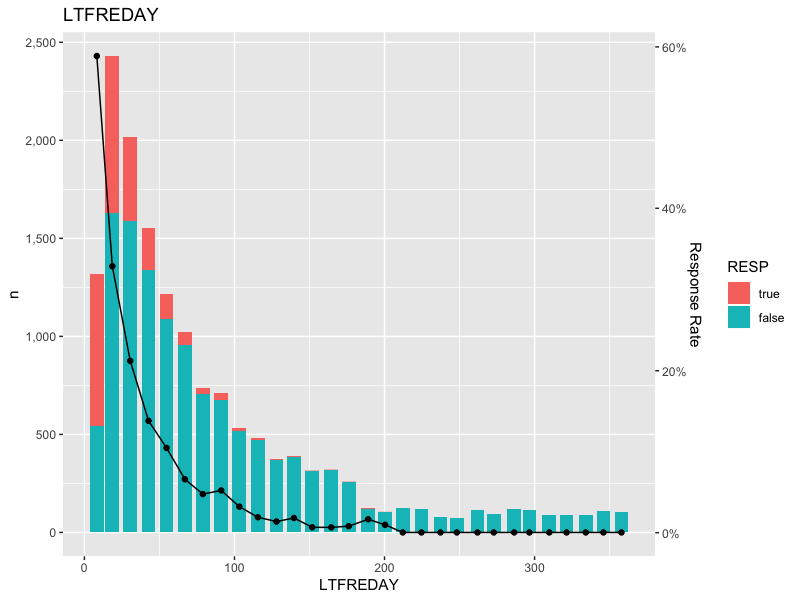 LTFREDAY
2,500
2,000
1,500
1,000
500
0
n
60%
40%
20%
0%
Response Rate
0
100
200
300
LTFREDAY
RESP
true
false